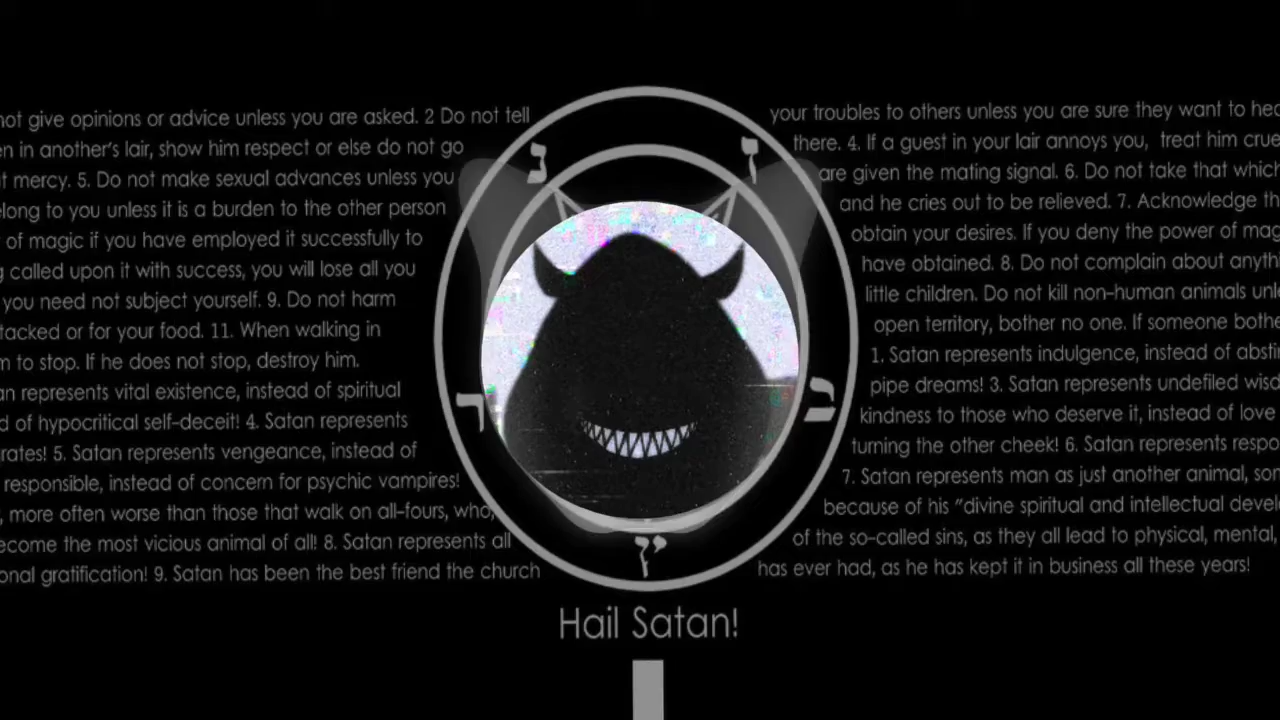 not give opinions or advice unless you are asked. 2 Do not tell your troubles to others unless you are sure they want to hea
en in another's lair, show him respect or else do not go there. 4. If a guest in your lair annoys you, treat him crue
t mercy. 5. Do not make sexual advances unless you are given the mating signal. 6. Do not take that which
elong to you unless it is a burden to the other person and he cries out to be relieved. 7. Acknowledge th
of magic if you have employed it successfully to obtain your desires. If you deny the power of mag
g called upon it with success, you will lose all you have obtained. 8. Do not complain about anythi
you need not subject yourself. 9. Do not harm little children. Do not kill non-human animals unle
tacked or for your food. 11. When walking in open territory, bother no one. If someone bothe
m to stop. If he does not stop, destroy him. 1. Satan represents indulgence, instead of absti
an represents vital existence, instead of spiritual pipe dreams! 3. Satan represents undefiled wisd
d of hypocritical self-deceit! 4. Satan represents kindness to those who deserve it, instead of love
rates! 5. Satan represents vengeance, instead of turning the other cheek! 6. Satan represents respo
responsible, instead of concern for psychic vampires! 7. Satan represents man as just another animal, som
, more often worse than those that walk on all-fours, who, because of his "divine spiritual and intellectual devel
ecome the most vicious animal of all! 8. Satan represents all of the so-called sins, as they all lead to physical, mental,
onal gratification! 9. Satan has been the best friend the church has ever had, as he has kept it in business all these years!
Hail Satan!